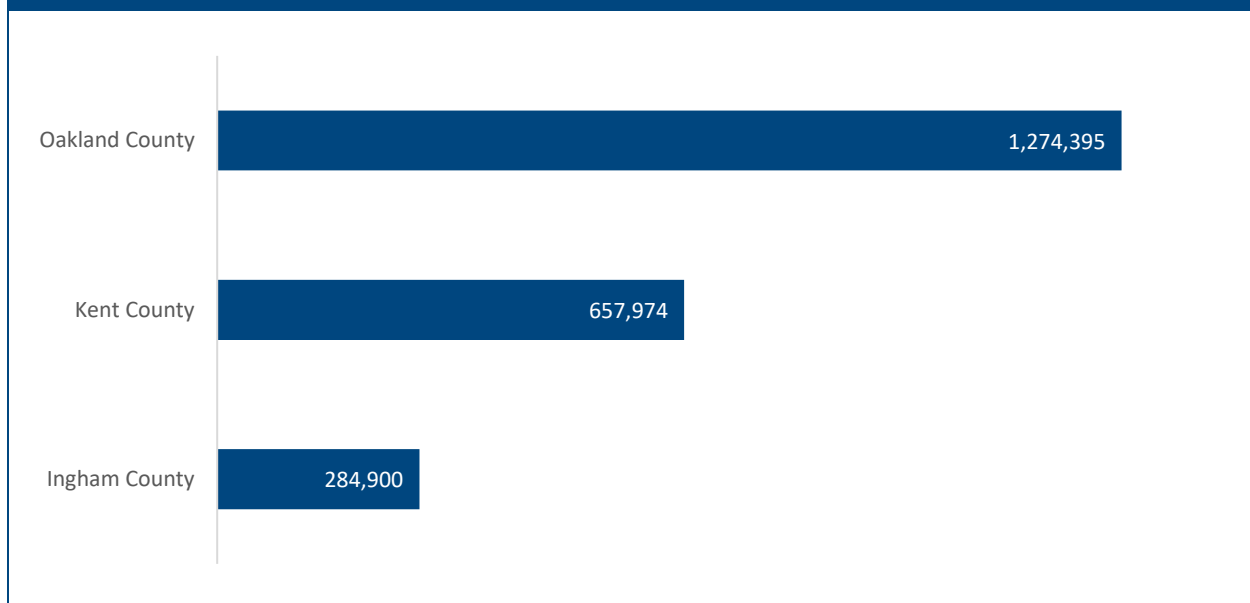 Oakland County
1,274,395
Kent County
657,974
Ingham County
284,900